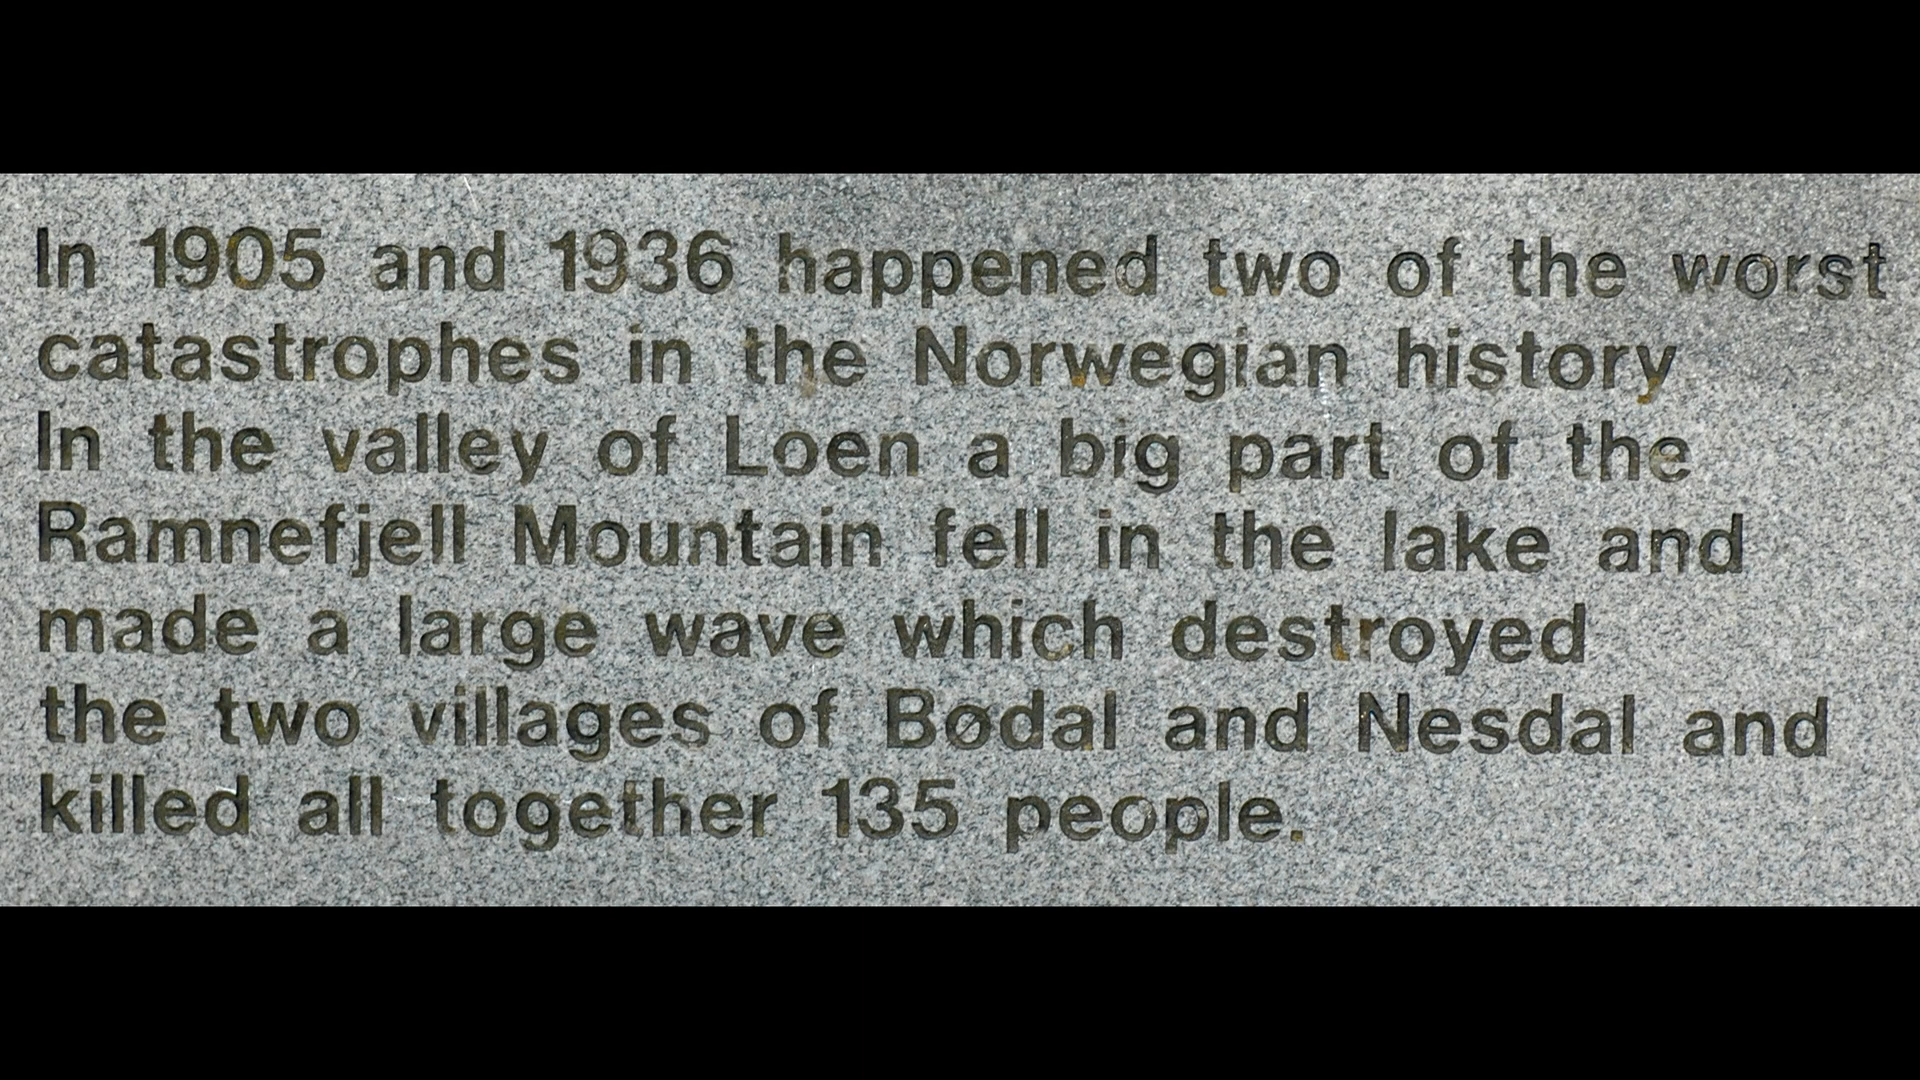 In 1905 and 1936 happened two of the worst
catastrophes in the Norwegian history
In the valley of Loen a big part of the
Ramnefjell Mountain fell in the lake and
made a large wave which destroyed
the two villages of Bødal and Nesdal and
killed all together 135 people.